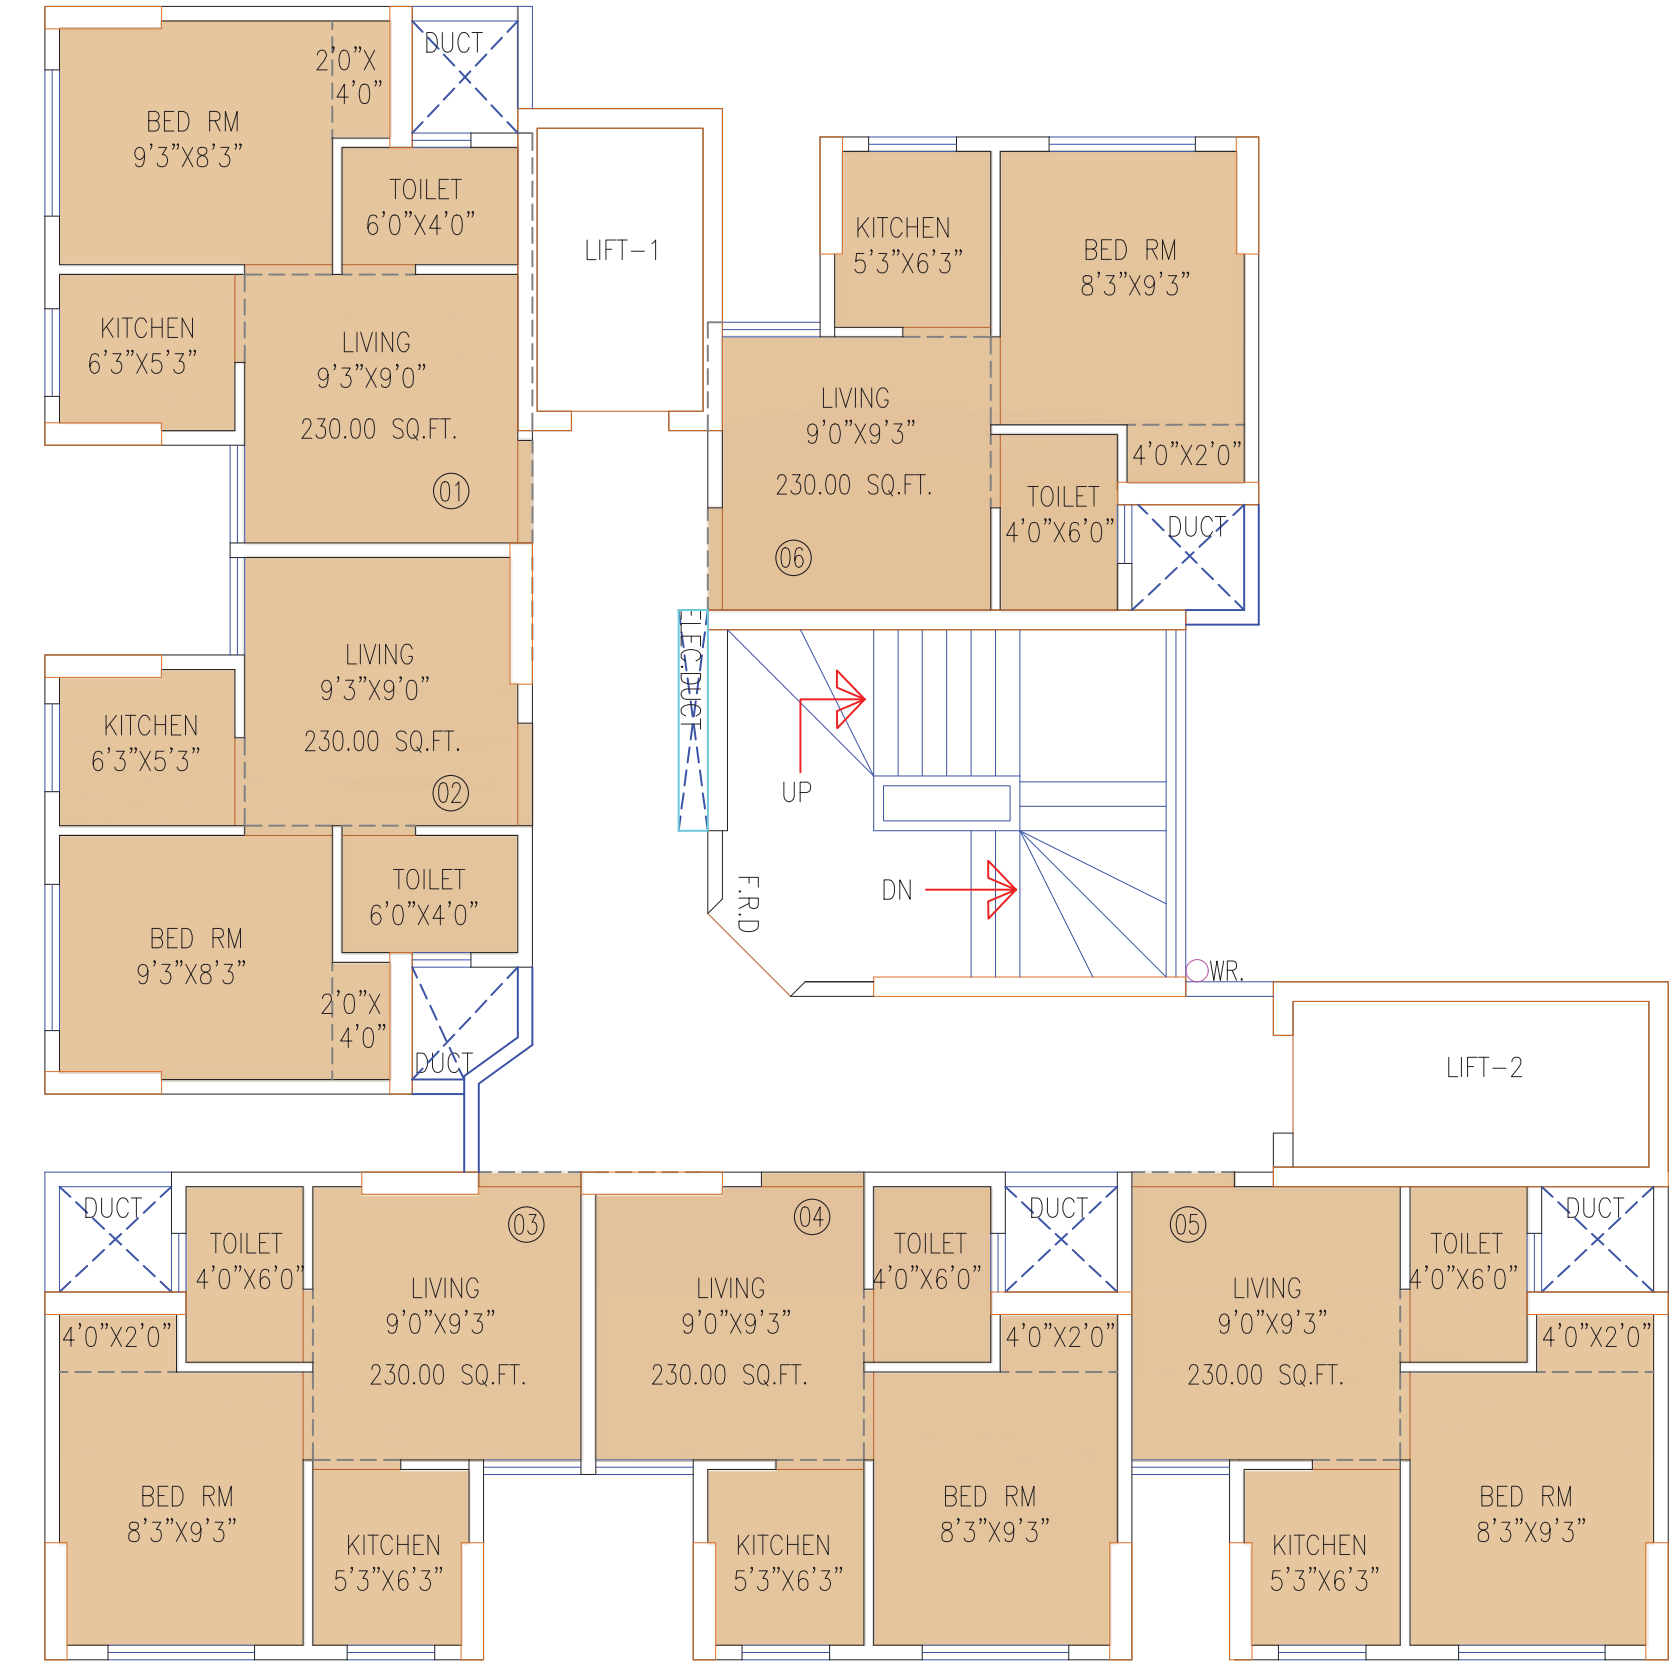 BED RM
9'3"X8'3"
2'0"X
4'0"
DUCT
TOILET
6'0"X4'0"
KITCHEN
6'3"X5'3"
LIVING
9'3"X9'0"
230.00 SQ.FT.
01
LIFT-1
KITCHEN
5'3"X6'3"
BED RM
8'3"X9'3"
LIVING
9'0"X9'3"
230.00 SQ.FT.
06
4'0"X2'0"
TOILET
4'0"X6'0"
DUCT
LIVING
9'3"X9'0"
230.00 SQ.FT.
02
KITCHEN
6'3"X5'3"
TOILET
6'0"X4'0"
BED RM
9'3"X8'3"
2'0"X
4'0"
DUCT
ELEC.DUCT
UP
DN
F.R.D
WR.
LIFT-2
DUCT
TOILET
4'0"X6'0"
4'0"X2'0"
03
LIVING
9'0"X9'3"
230.00 SQ.FT.
BED RM
8'3"X9'3"
KITCHEN
5'3"X6'3"
04
LIVING
9'0"X9'3"
230.00 SQ.FT.
TOILET
4'0"X6'0"
DUCT
4'0"X2'0"
KITCHEN
5'3"X6'3"
BED RM
8'3"X9'3"
05
LIVING
9'0"X9'3"
230.00 SQ.FT.
TOILET
4'0"X6'0"
DUCT
4'0"X2'0"
KITCHEN
5'3"X6'3"
BED RM
8'3"X9'3"